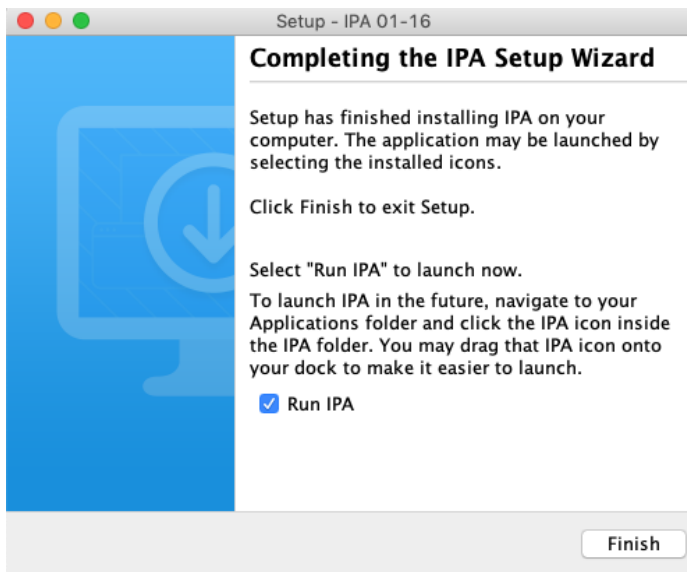 Setup - IPA 01-16
Completing the IPA Setup Wizard
Setup has finished installing IPA on your
computer. The application may be launched by
selecting the installed icons.
Click Finish to exit Setup.
Select "Run IPA" to launch now.
To launch IPA in the future, navigate to your
Applications folder and click the IPA icon inside
the IPA folder. You may drag that IPA icon onto
your dock to make it easier to launch.
Run IPA
Finish